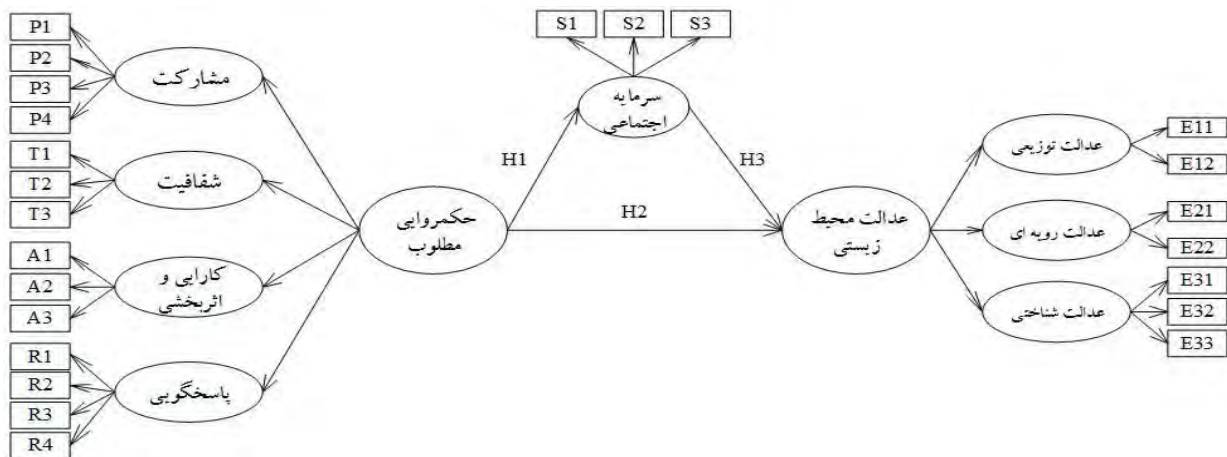 P1
P2
P3
P4
مشارکت
T1
T2
T3
شفافیت
A1
A2
A3
کارایی و
اثربخشی
R1
R2
R3
R4
پاسخگویی
حکمروایی
مطلوب
H1
H2
H3
S1
S2
S3
سرمایه
اجتماعی
عدالت محیط
زیستی
عدالت توزیعی
E11
E12
عدالت رویه ای
E21
E22
عدالت شناختی
E31
E32
E33